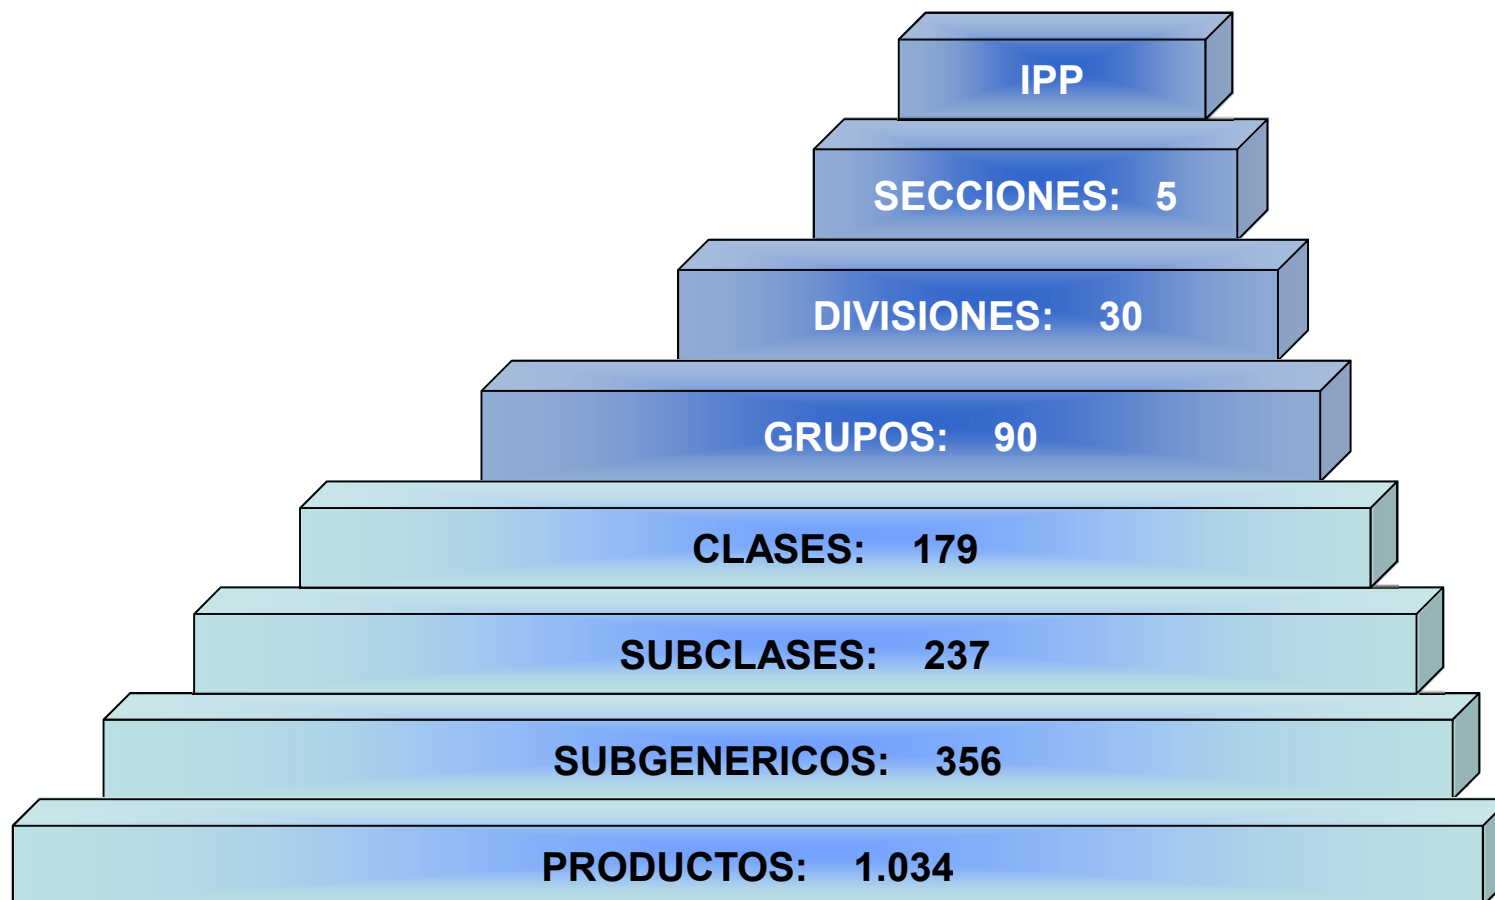 IPP
SECCIONES: 5
DIVISIONES: 30
GRUPOS: 90
CLASES: 179
SUBCLASES: 237
SUBGENERICOS: 356
PRODUCTOS: 1.034